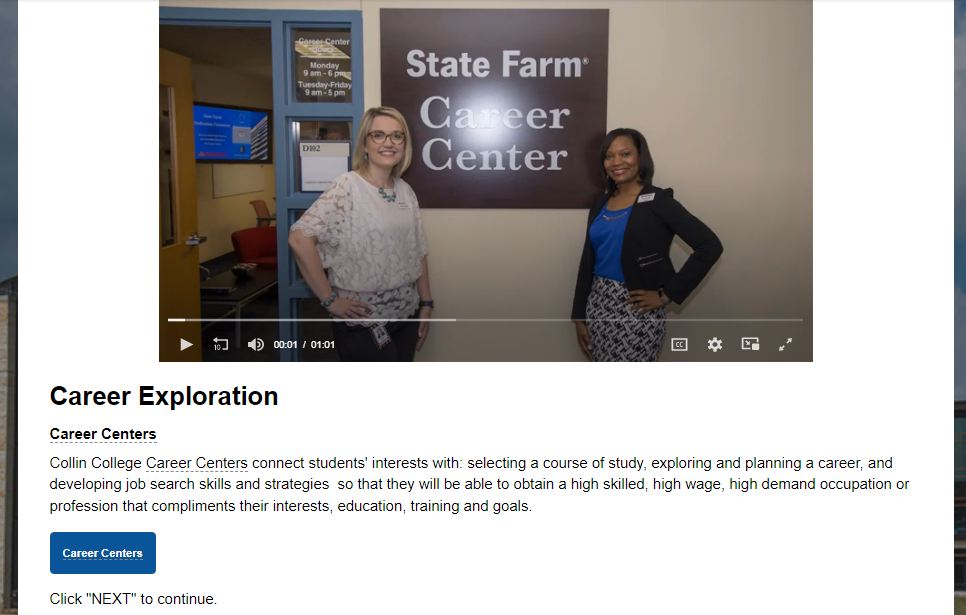 Career Center
Monday
9 am - 6 pm
Tuesday-Friday
9 am - 5 pm
State Farm®
Career
Center
D102
10
00:01 / 01:01
CC
Career Exploration
Career Centers
Collin College Career Centers connect students' interests with: selecting a course of study, exploring and planning a career, and
developing job search skills and strategies  so that they will be able to obtain a high skilled, high wage, high demand occupation or
profession that compliments their interests, education, training and goals.
Career Centers
Click "NEXT" to continue.